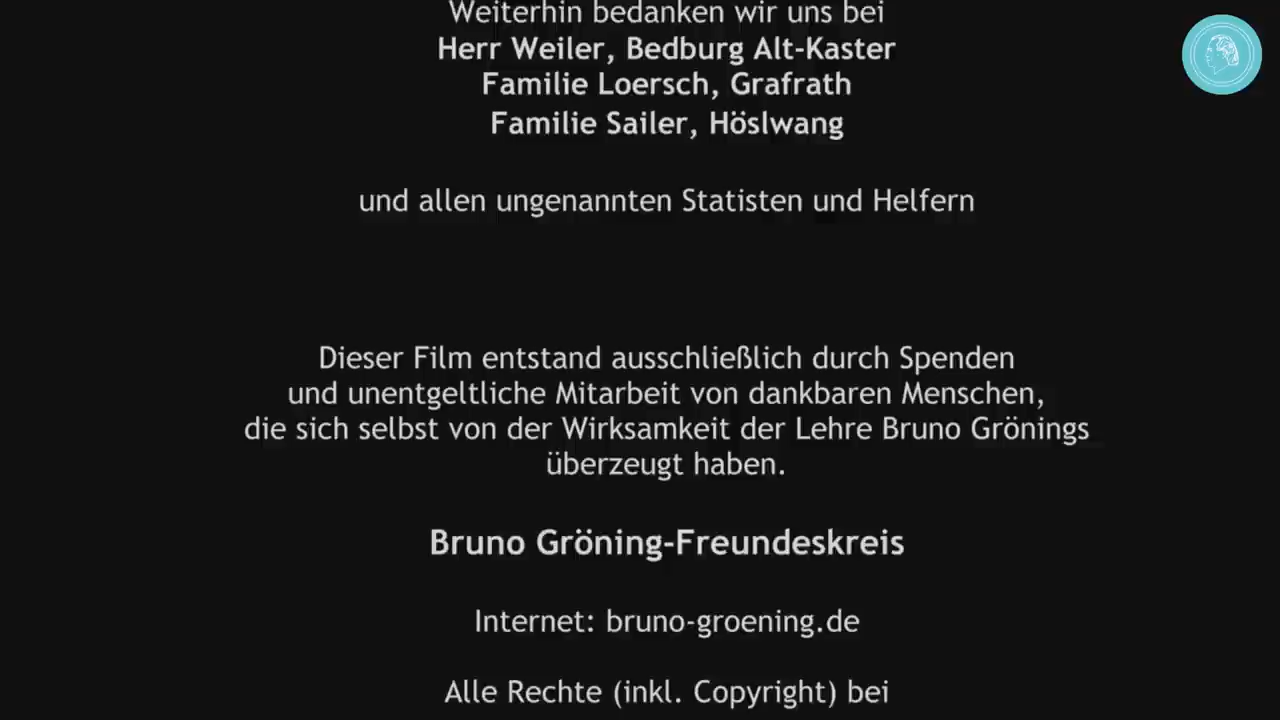 Weiterhin bedanken wir uns bei
Herr Weiler, Bedburg Alt-Kaster
Familie Loersch, Grafrath
Familie Sailer, Höslwang
und allen ungenannten Statisten und Helfern
Dieser Film entstand ausschließlich durch Spenden
und unentgeltliche Mitarbeit von dankbaren Menschen,
die sich selbst von der Wirksamkeit der Lehre Bruno Grönings
überzeugt haben.
Bruno Gröning-Freundeskreis
Internet: bruno-groening.de
Alle Rechte (inkl. Copyright) bei